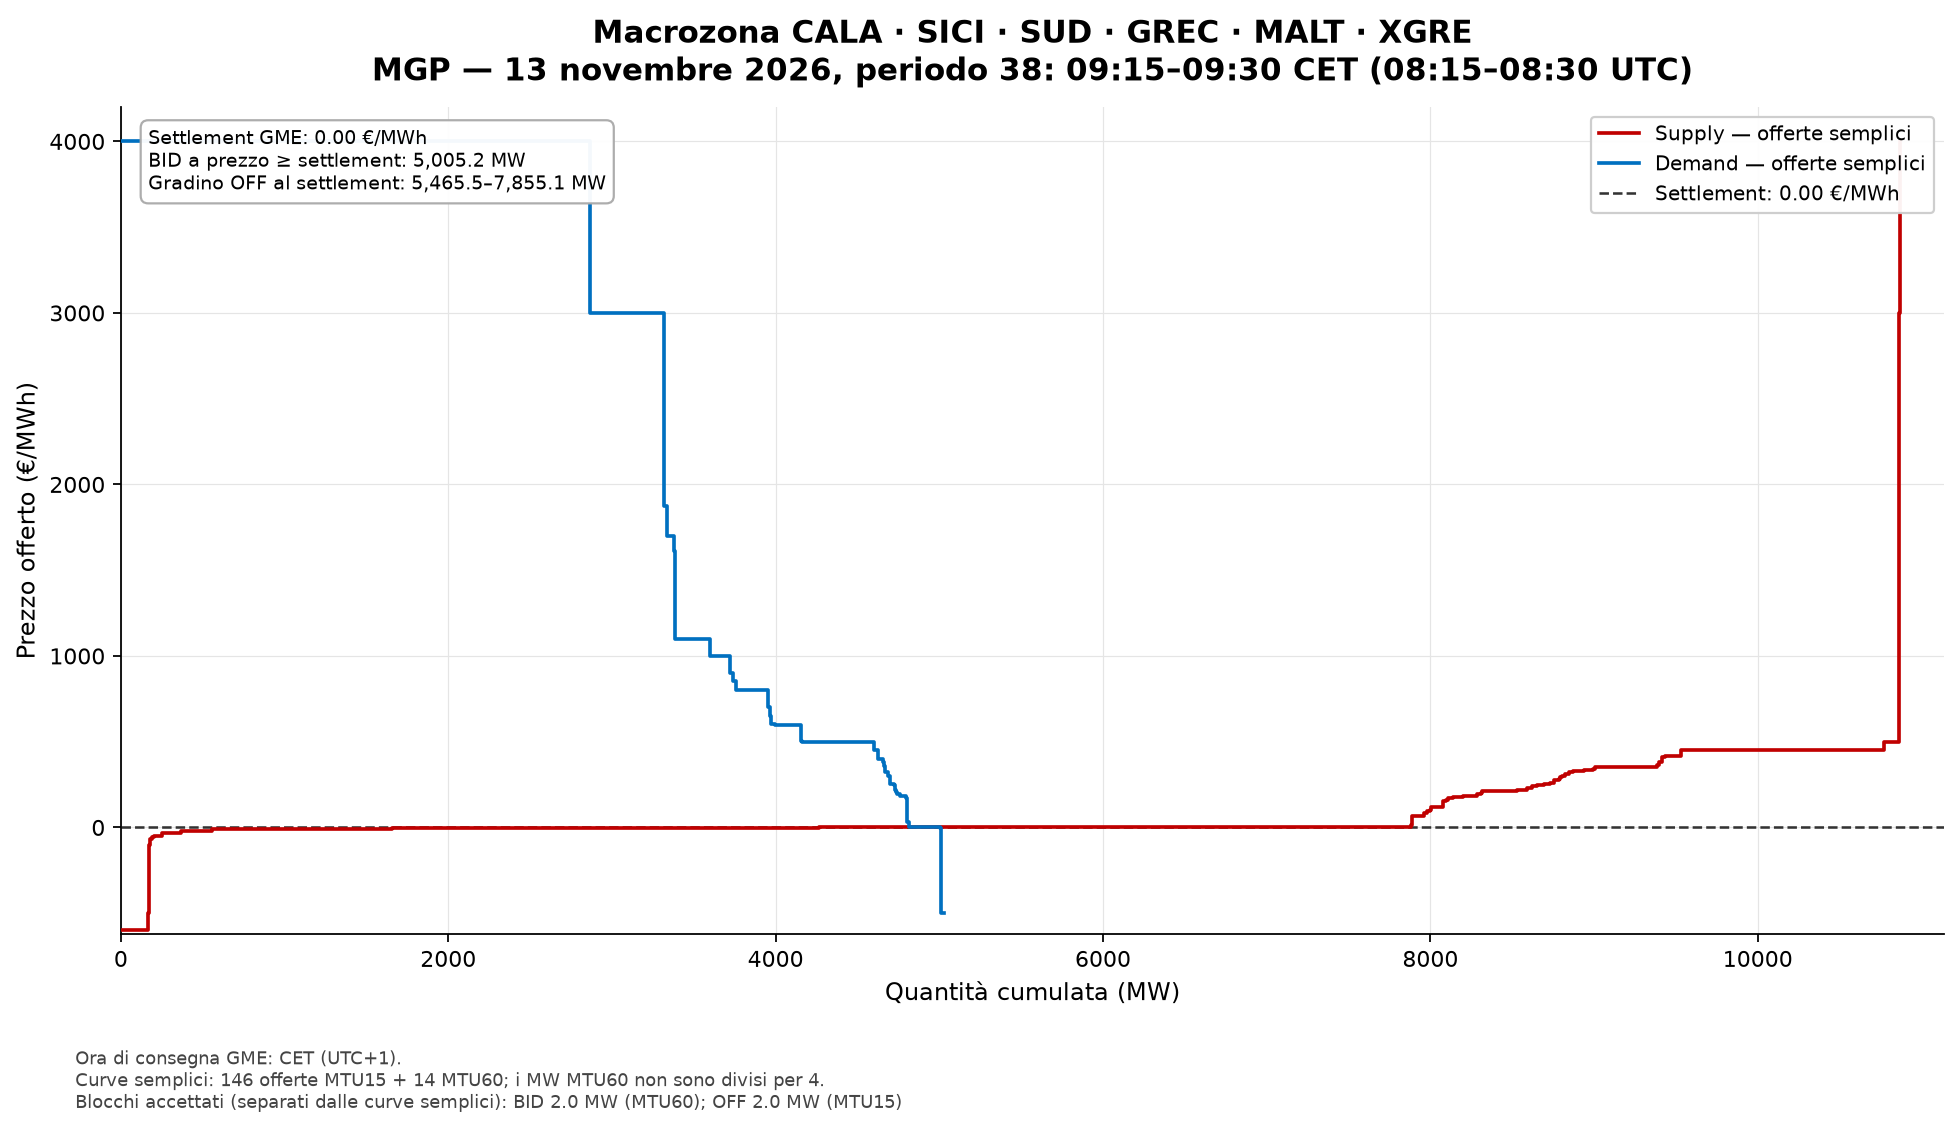 Macrozona CALA · SICI · SUD · GREC · MALT · XGRE
MGP — 13 novembre 2026, periodo 38: 09:15–09:30 CET (08:15–08:30 UTC)
Settlement GME: 0.00 €/MWh
BID a prezzo ≥ settlement: 5,005.2 MW
Gradino OFF al settlement: 5,465.5–7,855.1 MW
Supply — offerte semplici
Demand — offerte semplici
Settlement: 0.00 €/MWh
Prezzo offerto (€/MWh)
4000
3000
2000
1000
0
0
2000
4000
6000
8000
10000
Quantità cumulata (MW)
Ora di consegna GME: CET (UTC+1).
Curve semplici: 146 offerte MTU15 + 14 MTU60; i MW MTU60 non sono divisi per 4.
Blocchi accettati (separati dalle curve semplici): BID 2.0 MW (MTU60); OFF 2.0 MW (MTU15)